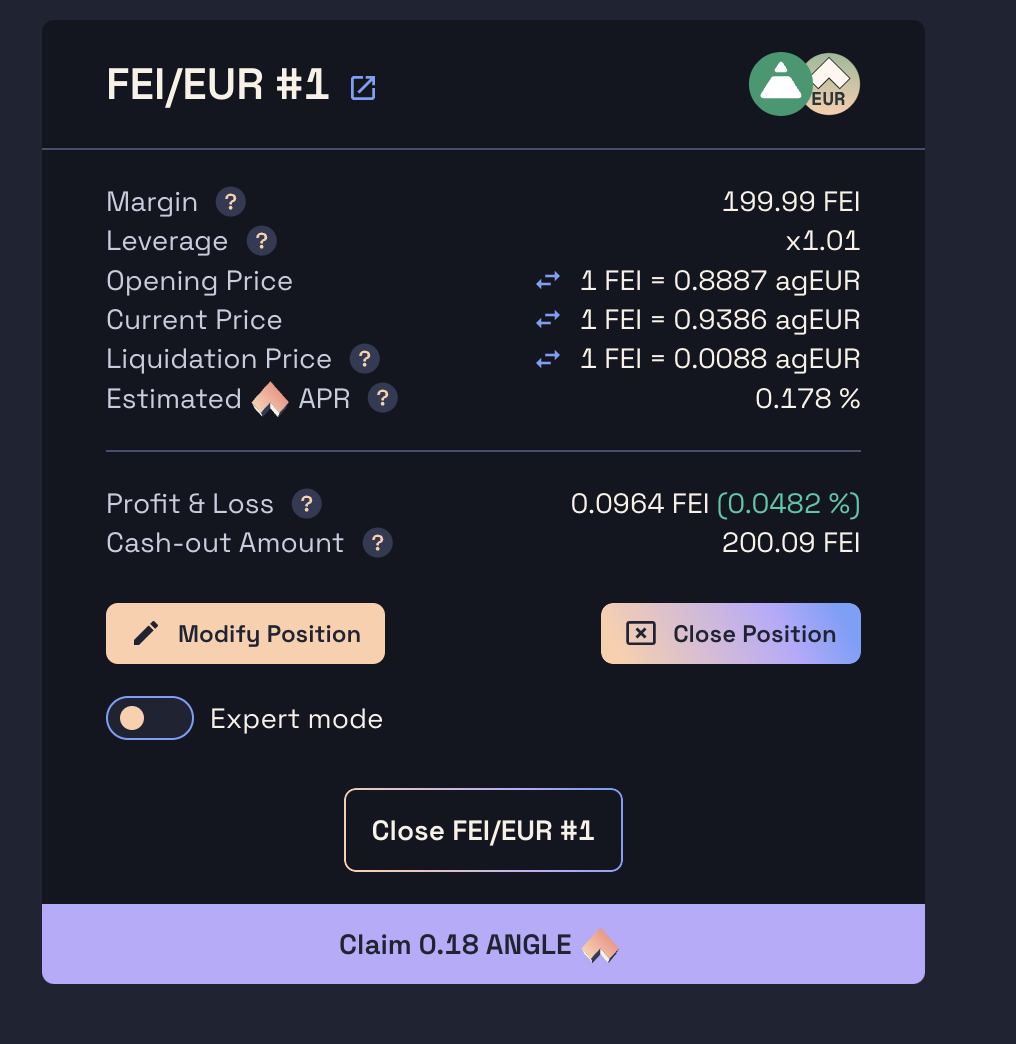 FEI/EUR #1
EUR
Margin ? 199.99 FEI
Leverage ? x1.01
Opening Price 1 FEI = 0.8887 agEUR
Current Price 1 FEI = 0.9386 agEUR
Liquidation Price ? 1 FEI = 0.0088 agEUR
Estimated APR ? 0.178 %
Profit & Loss ? 0.0964 FEI (0.0482 %)
Cash-out Amount ? 200.09 FEI
Modify Position Close Position
Expert mode
Close FEI/EUR #1
Claim 0.18 ANGLE